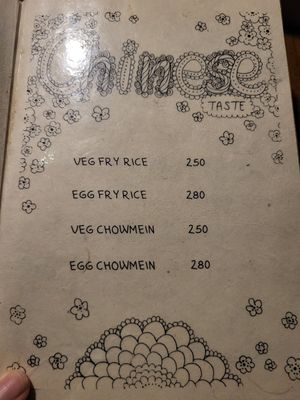 Chinese
TASTE
VEG FRY RICE 250
EGG FRY RICE 280
VEG CHOWMEIN 250
EGG CHOWMEIN 280